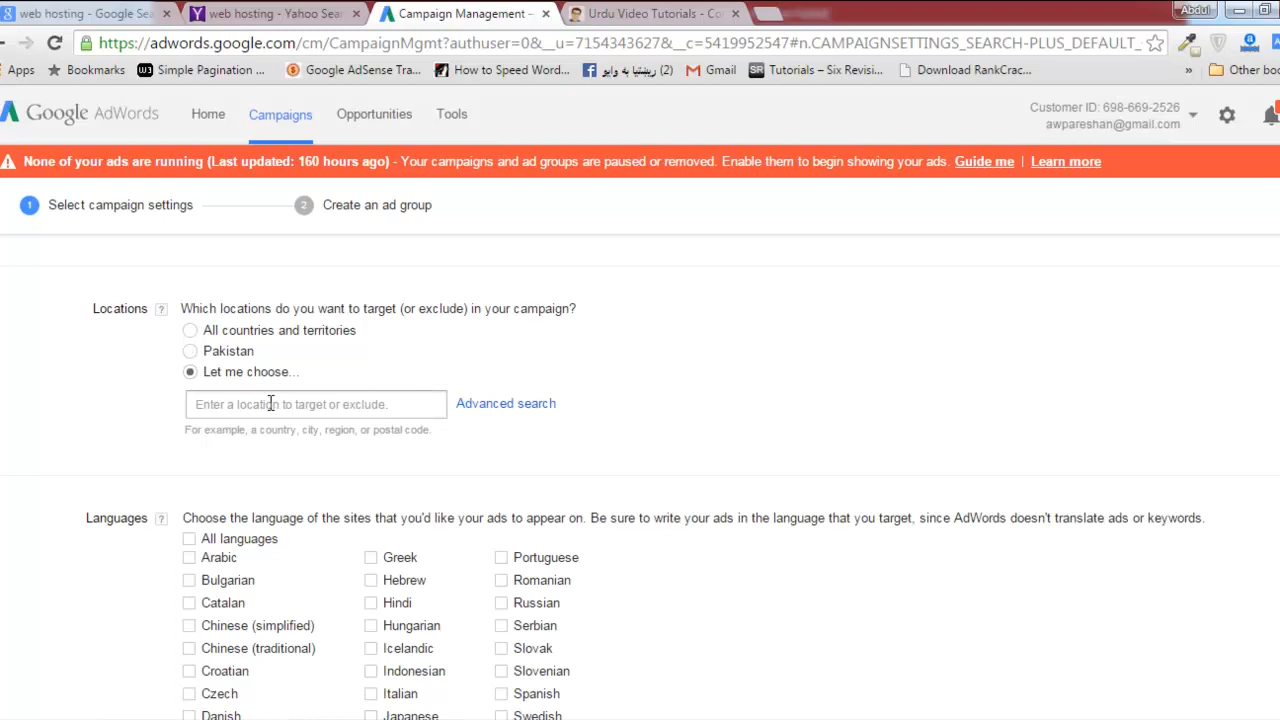 web hosting - Google Sea
web hosting - Yahoo Sear
Campaign Management –
Urdu Video Tutorials - Co
Abdul
https://adwords.google.com/cm/CampaignMgmt?authuser=0&__u=7154343627&__c=5419952547#n.CAMPAIGNSETTINGS_SEARCH-PLUS_DEFAULT_
Apps
Bookmarks
W3
Simple Pagination ...
Google AdSense Tra...
How to Speed Word...
(2) رښتيا به وايو
Gmail
SR
Tutorials – Six Revisi...
Download RankCrac...
»
Other boo
Google AdWords
Home
Campaigns
Opportunities
Tools
Customer ID: 698-669-2526
awpareshan@gmail.com
None of your ads are running (Last updated: 160 hours ago) - Your campaigns and ad groups are paused or removed. Enable them to begin showing your ads. Guide me | Learn more
1 Select campaign settings
2 Create an ad group
Locations ? Which locations do you want to target (or exclude) in your campaign?
All countries and territories
Pakistan
Let me choose...
Enter a location to target or exclude.
Advanced search
For example, a country, city, region, or postal code.
Languages ? Choose the language of the sites that you'd like your ads to appear on. Be sure to write your ads in the language that you target, since AdWords doesn't translate ads or keywords.
All languages
Arabic Greek Portuguese
Bulgarian Hebrew Romanian
Catalan Hindi Russian
Chinese (simplified) Hungarian Serbian
Chinese (traditional) Icelandic Slovak
Croatian Indonesian Slovenian
Czech Italian Spanish
Danish Japanese Swedish